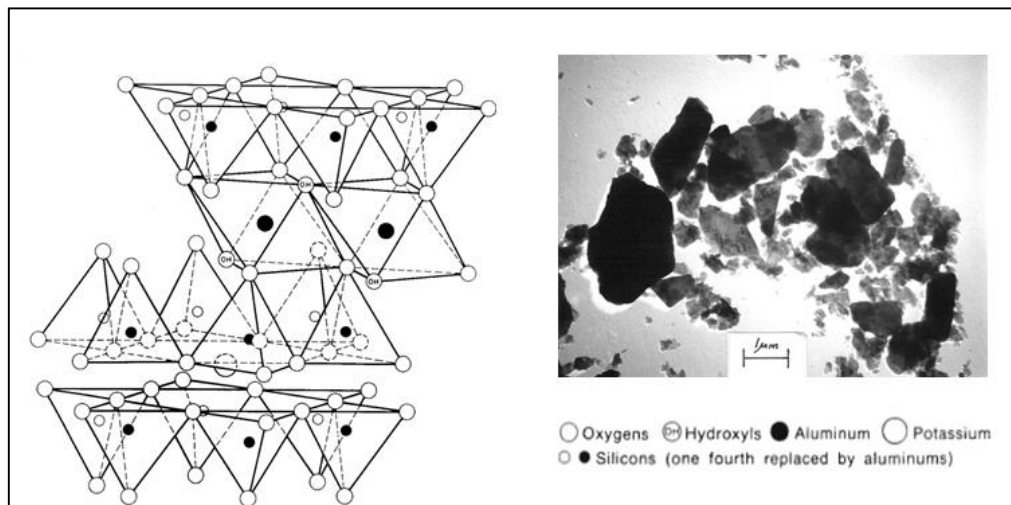 OH
OH
OH
1μm
Oxygens OH Hydroxyls Aluminum Potassium
Silicons (one fourth replaced by aluminums)